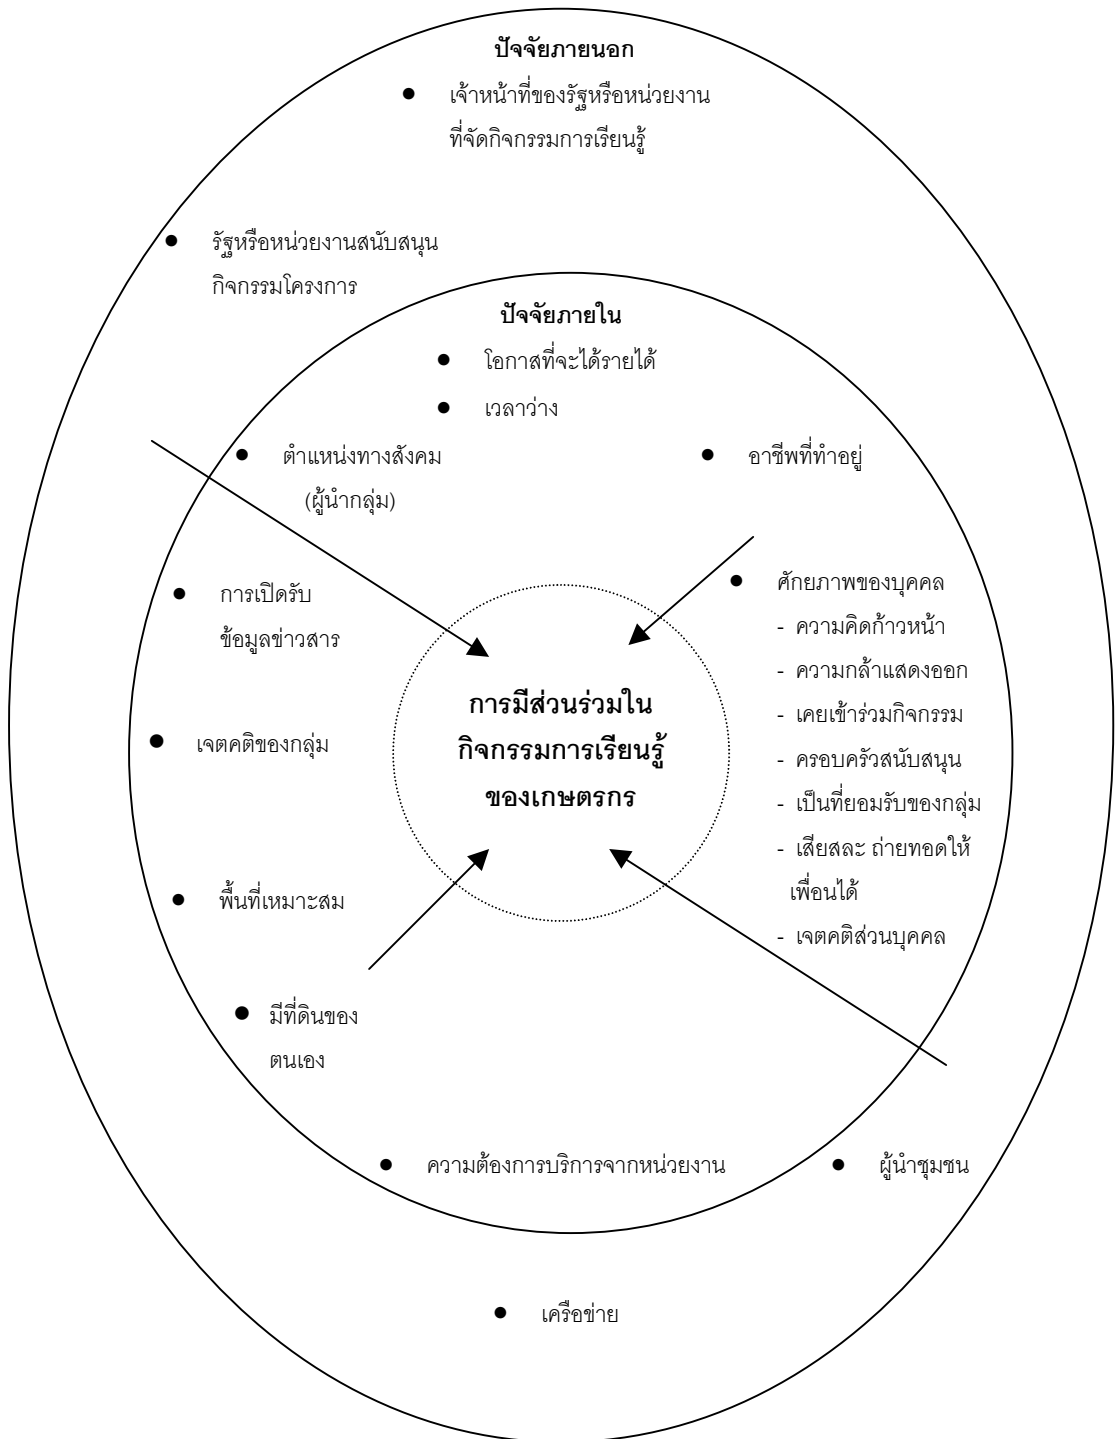 ปัจจัยภายนอก
● เจ้าหน้าที่ของรัฐหรือหน่วยงาน
ที่จัดกิจกรรมการเรียนรู้
● รัฐหรือหน่วยงานสนับสนุน
กิจกรรมโครงการ
ปัจจัยภายใน
● โอกาสที่จะได้รายได้
● เวลาว่าง
● ตำแหน่งทางสังคม
(ผู้นำกลุ่ม)
● อาชีพที่ทำอยู่
● การเปิดรับ
ข้อมูลข่าวสาร
● เจตคติของกลุ่ม
● พื้นที่เหมาะสม
● มีที่ดินของ
ตนเอง
การมีส่วนร่วมใน
กิจกรรมการเรียนรู้
ของเกษตรกร
● ศักยภาพของบุคคล
- ความคิดก้าวหน้า
- ความกล้าแสดงออก
- เคยเข้าร่วมกิจกรรม
- ครอบครัวสนับสนุน
- เป็นที่ยอมรับของกลุ่ม
- เสียสละ ถ่ายทอดให้
เพื่อนได้
- เจตคติส่วนบุคคล
● ความต้องการบริการจากหน่วยงาน
● ผู้นำชุมชน
● เครือข่าย